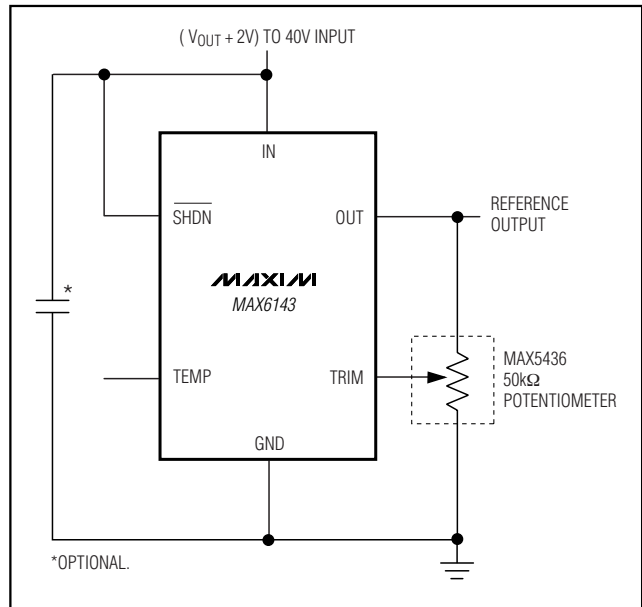 ( VOUT + 2V) TO 40V INPUT
IN
SHDN
OUT
REFERENCE
OUTPUT
MAXIM
MAX6143
*
TEMP
TRIM
MAX5436
50kΩ
POTENTIOMETER
GND
*OPTIONAL.